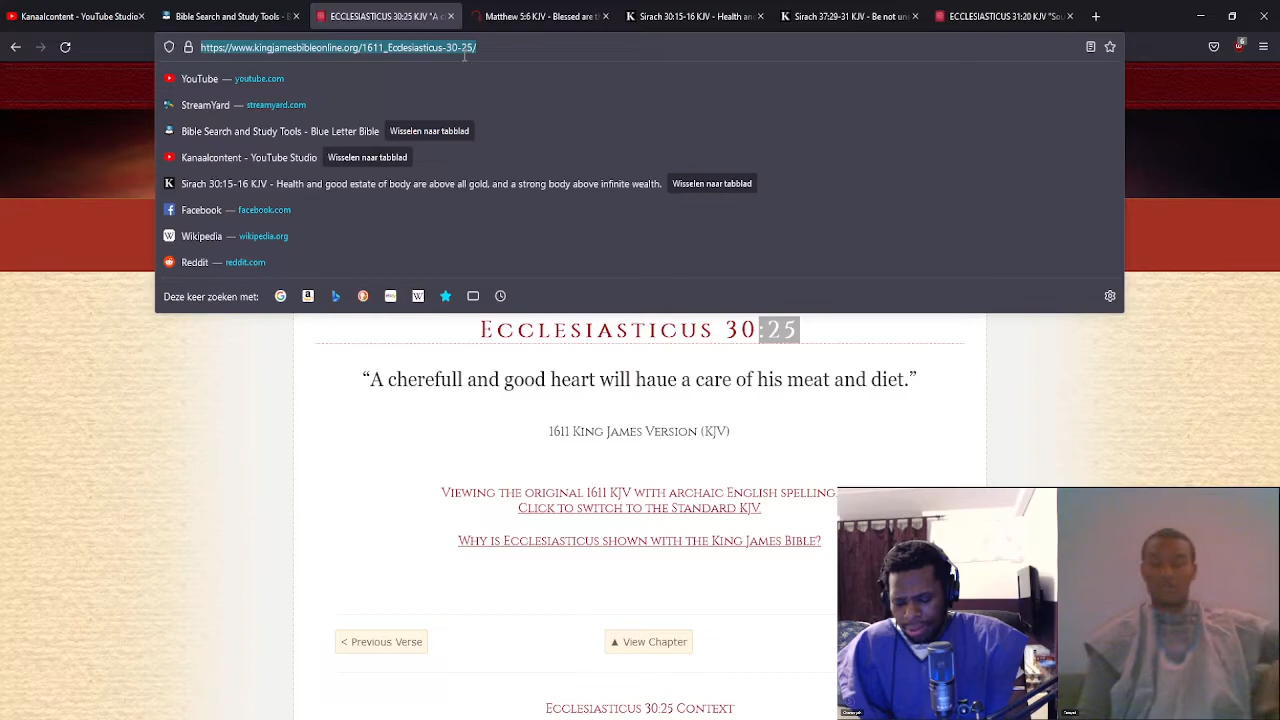 Kanaalcontent - YouTube Studio
Bible Search and Study Tools - B
ECCLESIASTICUS 30:25 KJV "A c
Matthew 5:6 KJV - Blessed are t
Sirach 30:15-16 KJV - Health and
Sirach 37:29-31 KJV - Be not un
ECCLESIASTICUS 31:20 KJV "Sou
6
https://www.kingjamesbibleonline.org/1611_Ecclesiasticus-30-25/
YouTube — youtube.com
StreamYard — streamyard.com
Bible Search and Study Tools - Blue Letter Bible Wisselen naar tabblad
Kanaalcontent - YouTube Studio Wisselen naar tabblad
Sirach 30:15-16 KJV - Health and good estate of body are above all gold, and a strong body above infinite wealth. Wisselen naar tabblad
Facebook — facebook.com
Wikipedia — wikipedia.org
Reddit — reddit.com
Deze keer zoeken met:
Ecclesiasticus 30:25
“A cherefull and good heart will haue a care of his meat and diet.”
1611 King James Version (KJV)
Viewing the original 1611 KJV with archaic English spelling.
Click to switch to the Standard KJV.
Why is Ecclesiasticus shown with the King James Bible?
< Previous Verse
▲ View Chapter
Ecclesiasticus 30:25 Context